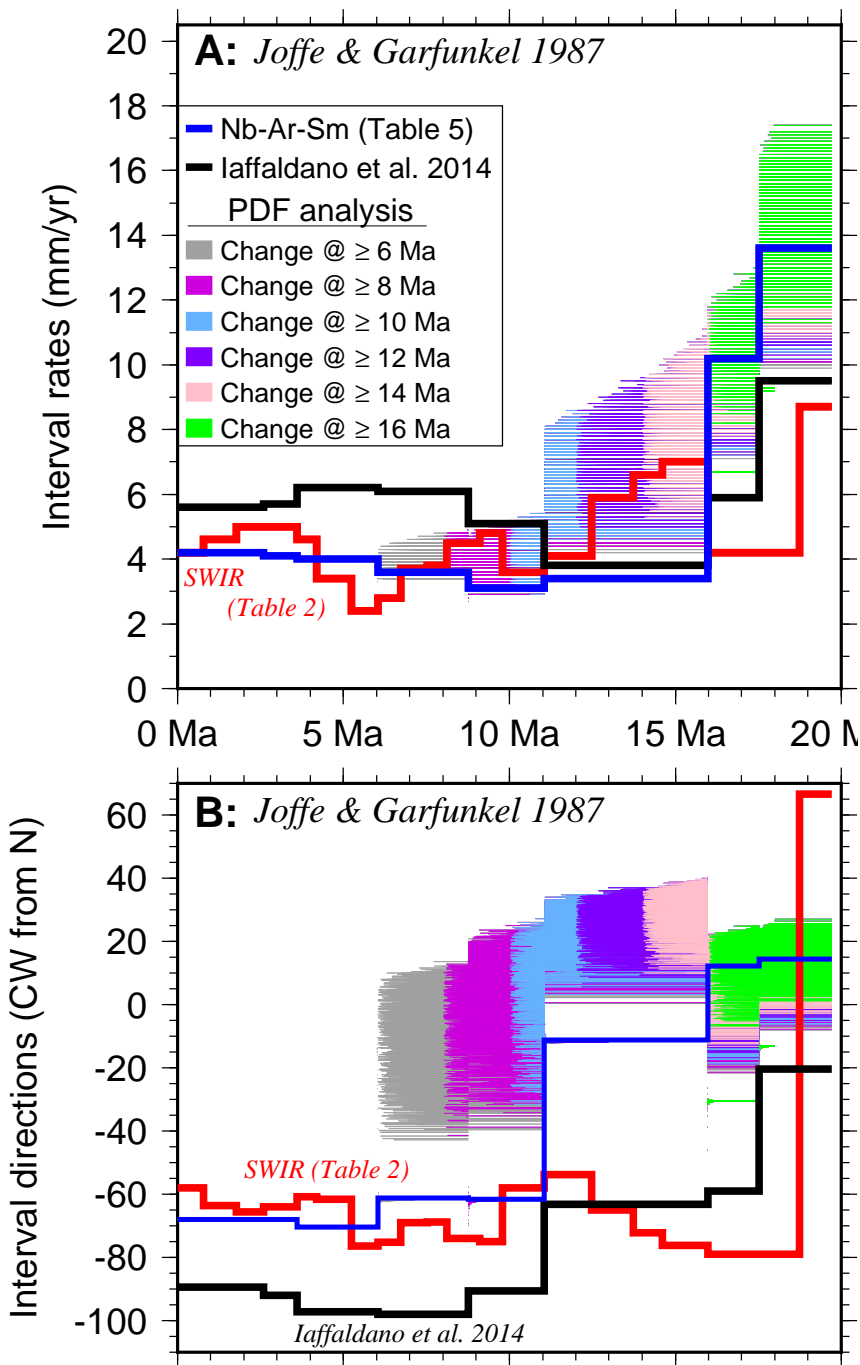 A: Joffe & Garfunkel 1987
Nb-Ar-Sm (Table 5)
Iaffaldano et al. 2014
PDF analysis
Change @ ≥ 6 Ma
Change @ ≥ 8 Ma
Change @ ≥ 10 Ma
Change @ ≥ 12 Ma
Change @ ≥ 14 Ma
Change @ ≥ 16 Ma
SWIR
(Table 2)
Interval rates (mm/yr)
20
18
16
14
12
10
8
6
4
2
0
0 Ma
5 Ma
10 Ma
15 Ma
20 M
B: Joffe & Garfunkel 1987
SWIR (Table 2)
Iaffaldano et al. 2014
Interval directions (CW from N)
60
40
20
0
-20
-40
-60
-80
-100